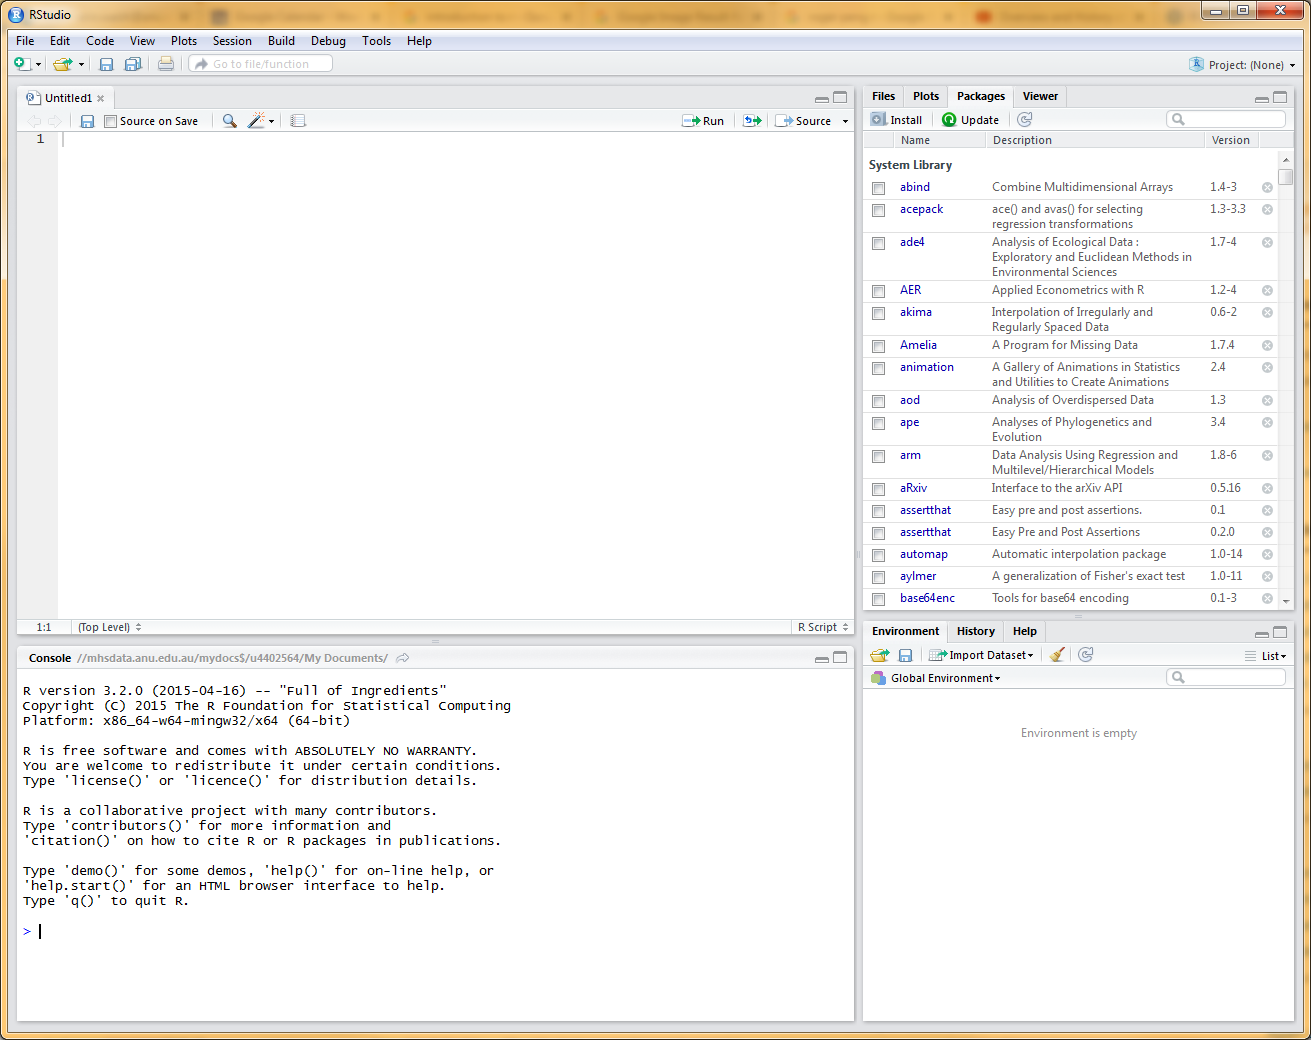 RStudio
File Edit Code View Plots Session Build Debug Tools Help
Go to file/function
Project: (None)
Untitled1
Source on Save
Run
Source
1
1:1 (Top Level) R Script
Console //mhsdata.anu.edu.au/mydocs$/u4402564/My Documents/
R version 3.2.0 (2015-04-16) -- "Full of Ingredients"
Copyright (C) 2015 The R Foundation for Statistical Computing
Platform: x86_64-w64-mingw32/x64 (64-bit)
R is free software and comes with ABSOLUTELY NO WARRANTY.
You are welcome to redistribute it under certain conditions.
Type 'license()' or 'licence()' for distribution details.
R is a collaborative project with many contributors.
Type 'contributors()' for more information and
'citation()' on how to cite R or R packages in publications.
Type 'demo()' for some demos, 'help()' for on-line help, or
'help.start()' for an HTML browser interface to help.
Type 'q()' to quit R.
>
Files Plots Packages Viewer
Install Update
Name Description Version
System Library
abind Combine Multidimensional Arrays 1.4-3
acepack ace() and avas() for selecting 1.3-3.3
regression transformations
ade4 Analysis of Ecological Data : 1.7-4
Exploratory and Euclidean Methods in
Environmental Sciences
AER Applied Econometrics with R 1.2-4
akima Interpolation of Irregularly and 0.6-2
Regularly Spaced Data
Amelia A Program for Missing Data 1.7.4
animation A Gallery of Animations in Statistics 2.4
and Utilities to Create Animations
aod Analysis of Overdispersed Data 1.3
ape Analyses of Phylogenetics and 3.4
Evolution
arm Data Analysis Using Regression and 1.8-6
Multilevel/Hierarchical Models
aRxiv Interface to the arXiv API 0.5.16
assertthat Easy pre and post assertions. 0.1
assertthat Easy Pre and Post Assertions 0.2.0
automap Automatic interpolation package 1.0-14
aylmer A generalization of Fisher's exact test 1.0-11
base64enc Tools for base64 encoding 0.1-3
Environment History Help
Import Dataset List
Global Environment
Environment is empty